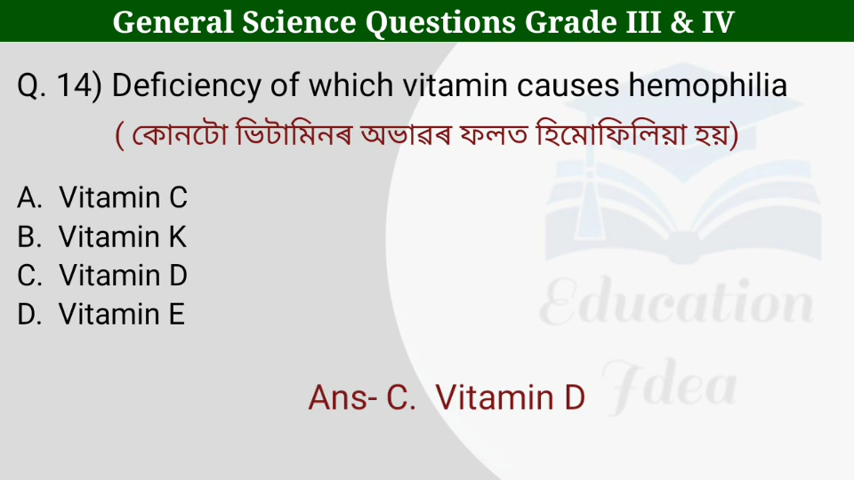 General Science Questions Grade III & IV
Q. 14) Deficiency of which vitamin causes hemophilia
( কোনটো ভিটামিনৰ অভাৱৰ ফলত হিমোফিলিয়া হয়)
A. Vitamin C
B. Vitamin K
C. Vitamin D
D. Vitamin E
Education
Idea
Ans- C. Vitamin D